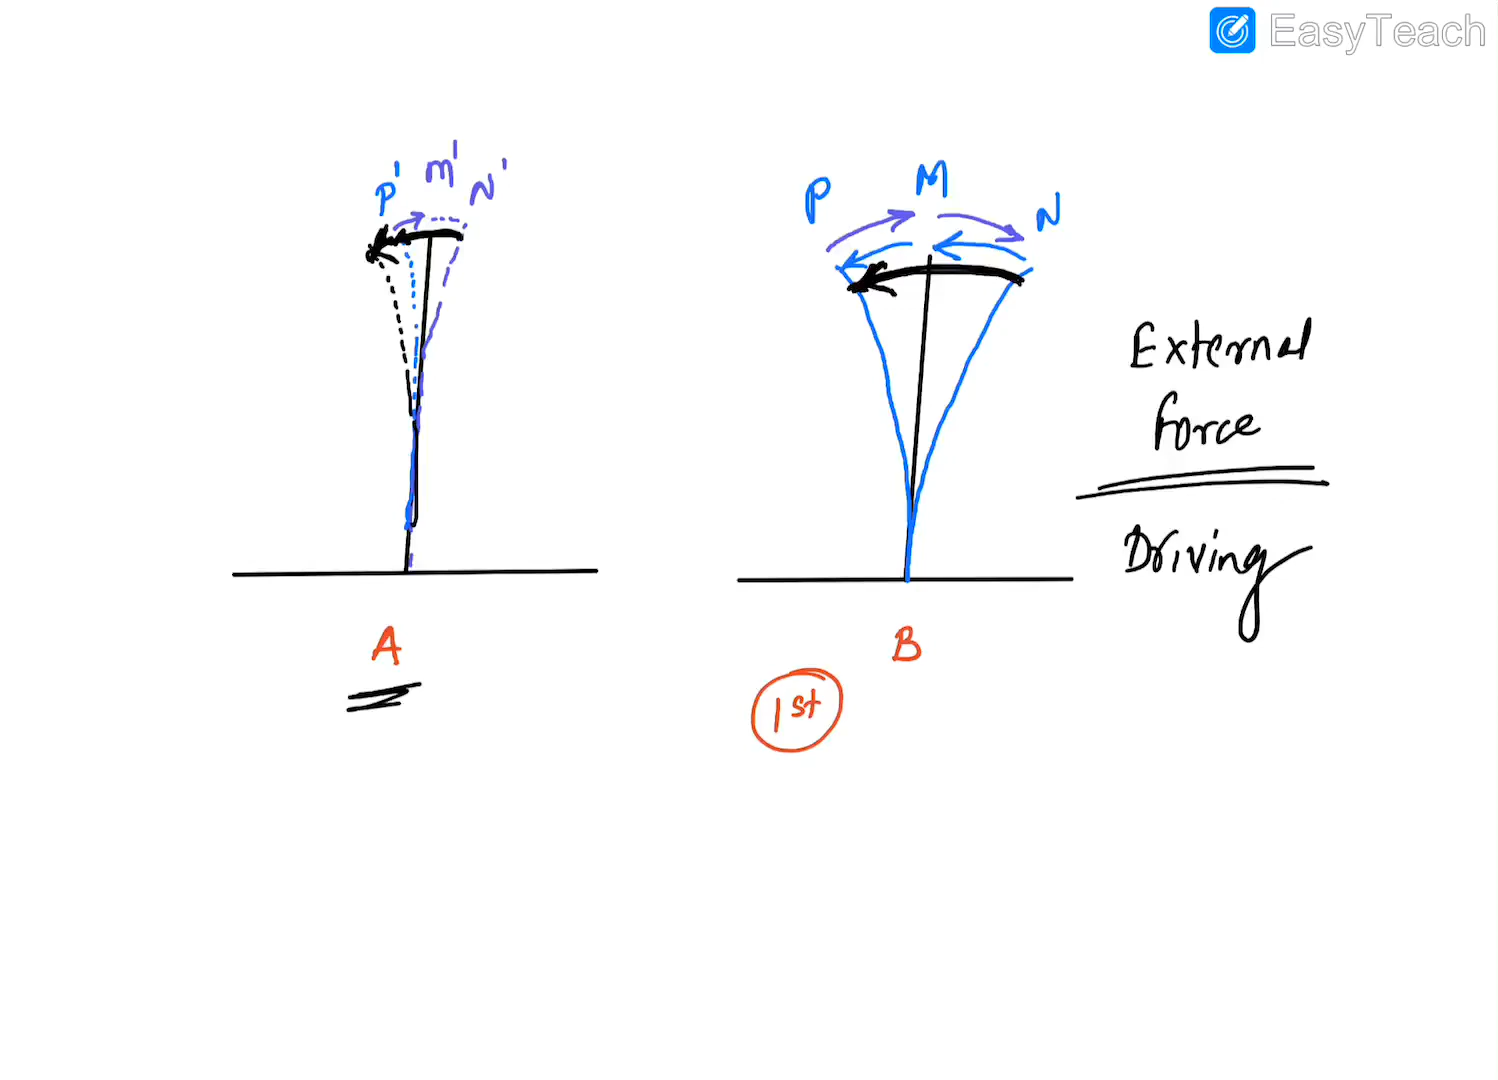 EasyTeach
P' M' N'
P M N
External
force
Driving
A
B
1st